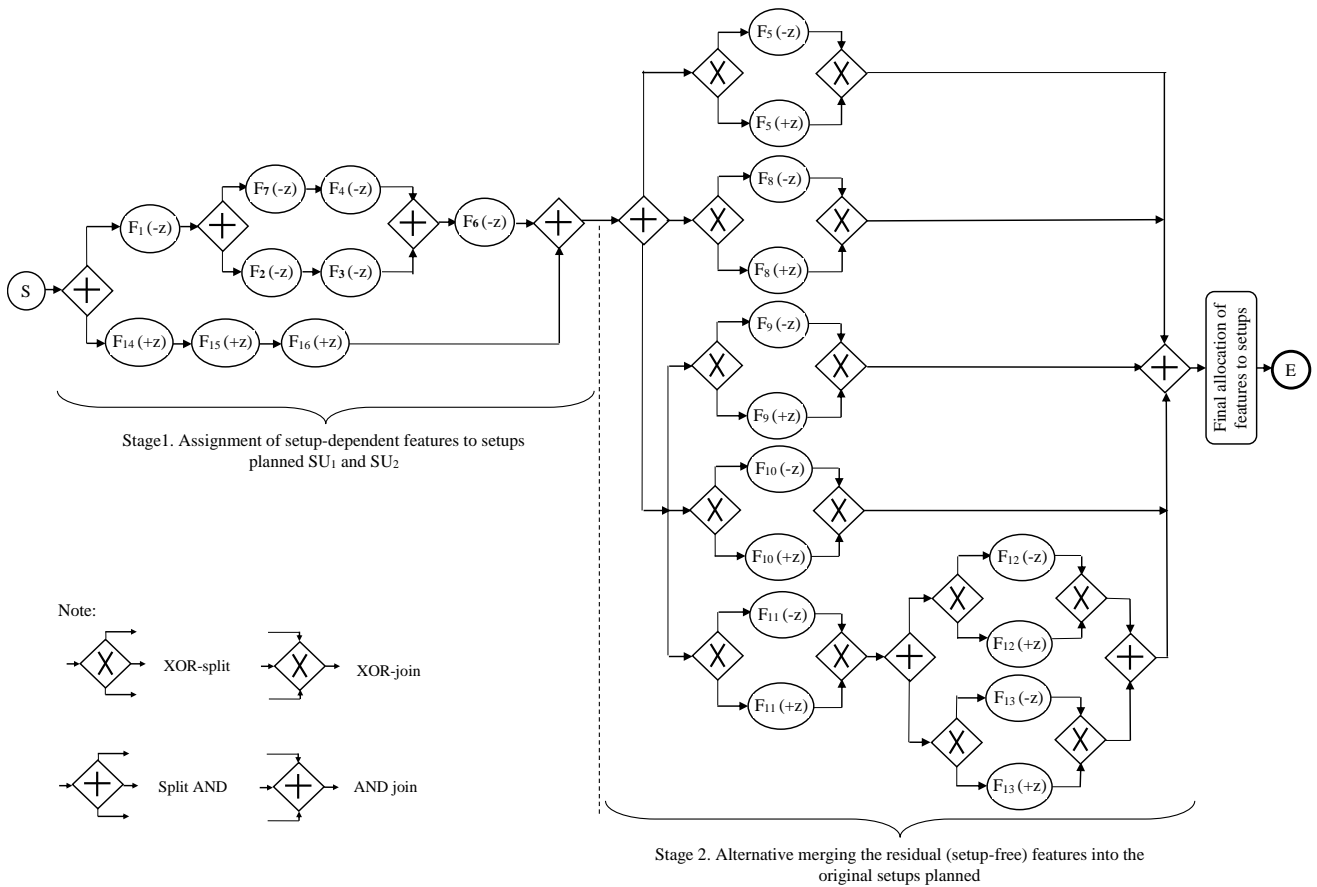 F5 (-z)
F5 (+z)
F8 (-z)
F8 (+z)
F7 (-z)
F4 (-z)
F1 (-z)
F6 (-z)
F2 (-z)
F3 (-z)
S
F14 (+z)
F15 (+z)
F16 (+z)
F9 (-z)
F9 (+z)
F10 (-z)
F10 (+z)
F11 (-z)
F11 (+z)
F12 (-z)
F12 (+z)
F13 (-z)
F13 (+z)
Final allocation of
features to setups
E
Stage1. Assignment of setup-dependent features to setups
planned SU1 and SU2
Note:
XOR-split
XOR-join
Split AND
AND join
Stage 2. Alternative merging the residual (setup-free) features into the
original setups planned